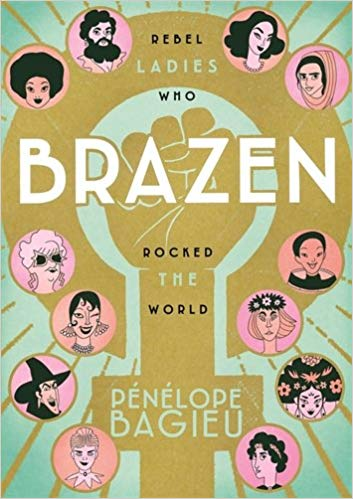 REBEL
LADIES
WHO
BRAZEN
ROCKED
THE
WORLD
PÉNÉLOPE
BAGIEU